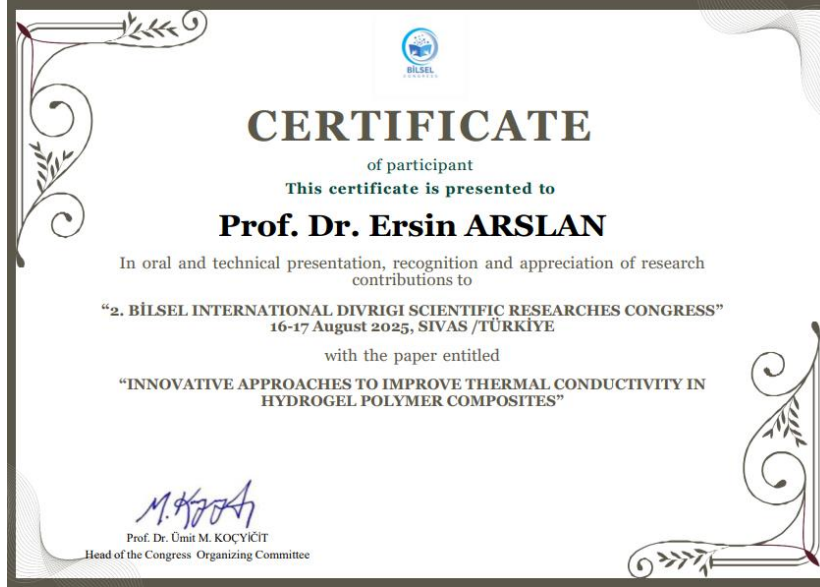 BİLSEL
CONGRESS
CERTIFICATE
of participant
This certificate is presented to
Prof. Dr. Ersin ARSLAN
In oral and technical presentation, recognition and appreciation of research
contributions to
“2. BİLSEL INTERNATIONAL DIVRIGI SCIENTIFIC RESEARCHES CONGRESS”
16-17 August 2025, SIVAS /TÜRKİYE
with the paper entitled
“INNOVATIVE APPROACHES TO IMPROVE THERMAL CONDUCTIVITY IN
HYDROGEL POLYMER COMPOSITES”
Prof. Dr. Ümit M. KOÇYİĞİT
Head of the Congress Organizing Committee